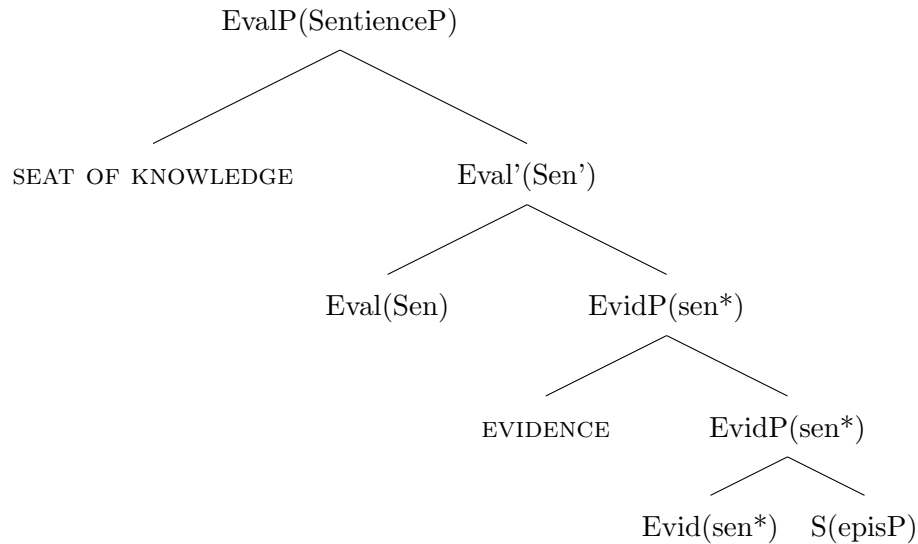 EvalP(SentienceP)
SEAT OF KNOWLEDGE Eval'(Sen')
Eval(Sen) EvidP(sen*)
EVIDENCE EvidP(sen*)
Evid(sen*) S(episP)